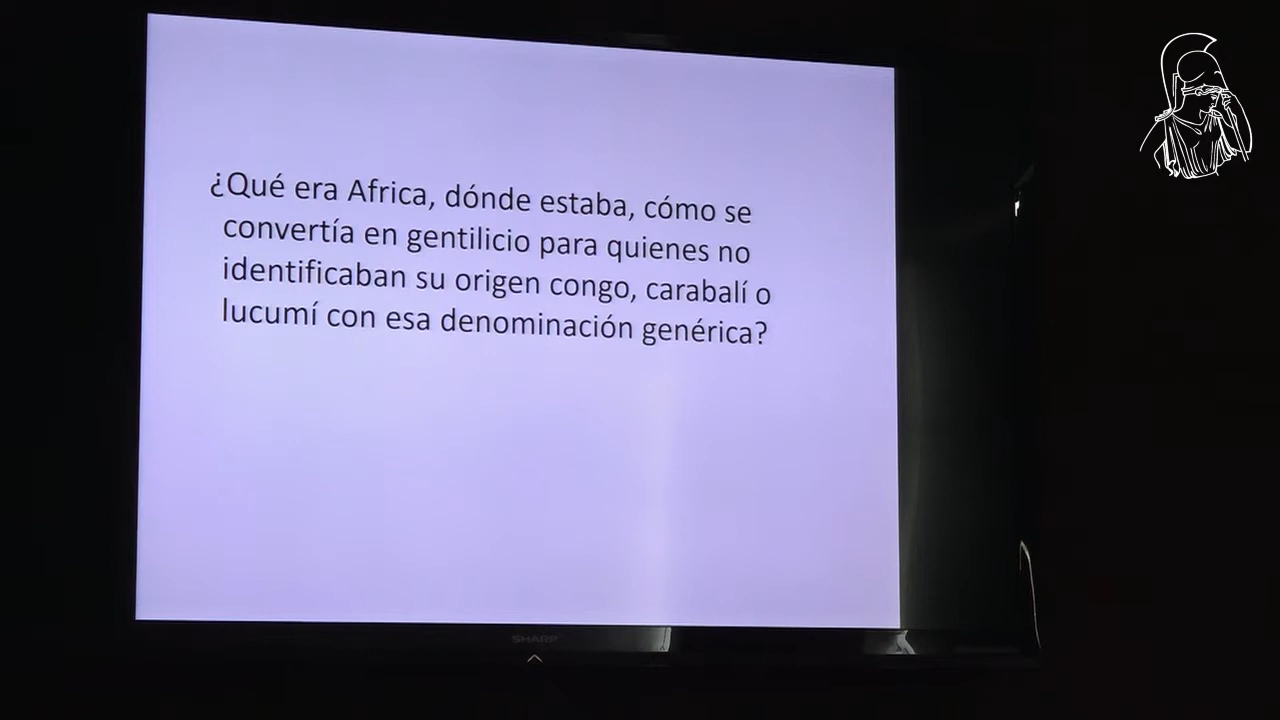 ¿Qué era Africa, dónde estaba, cómo se
convertía en gentilicio para quienes no
identificaban su origen congo, carabalí o
lucumí con esa denominación genérica?
SHARP